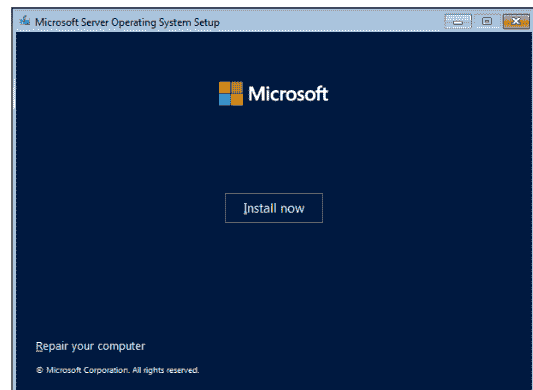 Microsoft Server Operating System Setup
Microsoft
Install now
Repair your computer
© Microsoft Corporation. All rights reserved.